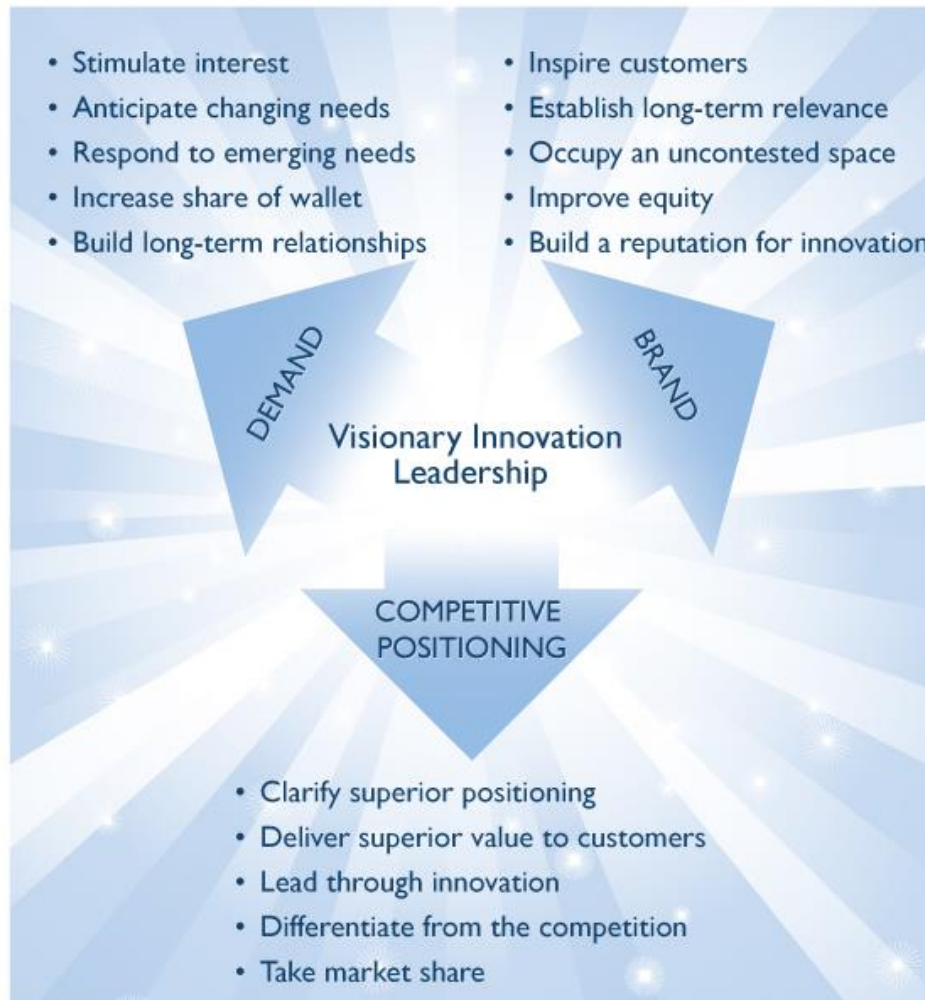 • Stimulate interest
• Anticipate changing needs
• Respond to emerging needs
• Increase share of wallet
• Build long-term relationships
• Inspire customers
• Establish long-term relevance
• Occupy an uncontested space
• Improve equity
• Build a reputation for innovation
DEMAND
BRAND
Visionary Innovation
Leadership
COMPETITIVE
POSITIONING
• Clarify superior positioning
• Deliver superior value to customers
• Lead through innovation
• Differentiate from the competition
• Take market share